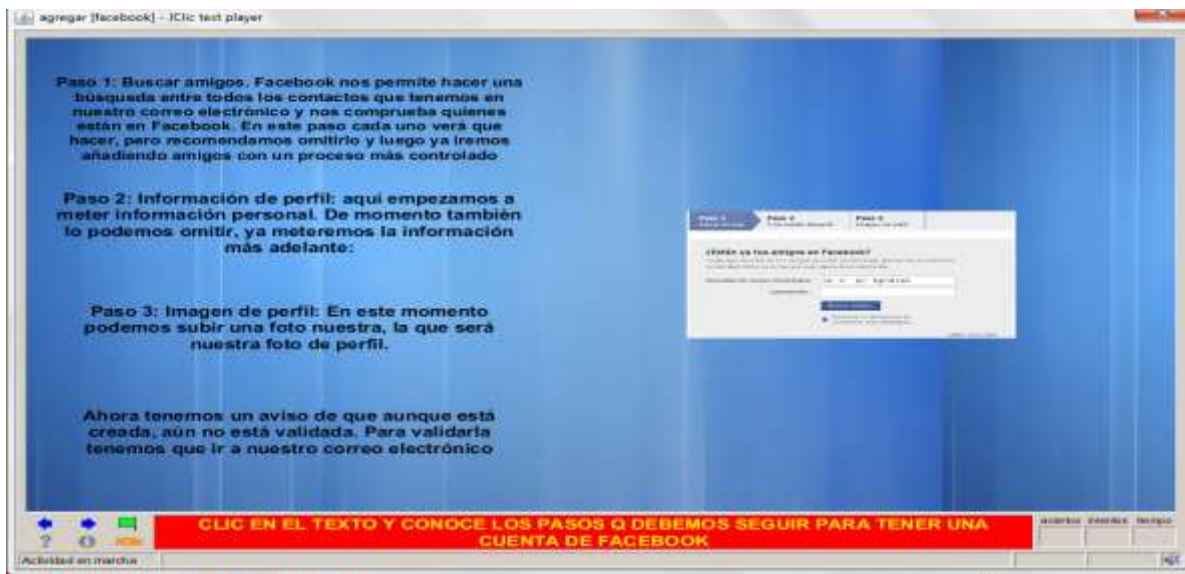 agregar [facebook] - JClic test player
Paso 1: Buscar amigos. Facebook nos permite hacer una
búsqueda entre todos los contactos que tenemos en
nuestro correo electrónico y nos comprueba quienes
están en Facebook. En este paso cada uno verá que
hacer, pero recomendamos omitirlo y luego ya iremos
añadiendo amigos con un proceso más controlado
Paso 2: Información de perfil: aquí empezamos a
meter información personal. De momento también
lo podemos omitir, ya meteremos la información
más adelante:
Paso 3: Imagen de perfil: En este momento
podemos subir una foto nuestra, la que será
nuestra foto de perfil.
Ahora tenemos un aviso de que aunque está
creada, aún no está validada. Para validarla
tenemos que ir a nuestro correo electrónico
Paso 1
Paso 2
Paso 3
¿Están ya tus amigos en Facebook?
CLIC EN EL TEXTO Y CONOCE LOS PASOS Q DEBEMOS SEGUIR PARA TENER UNA
CUENTA DE FACEBOOK
aciertos intentos tiempo
Actividad en marcha